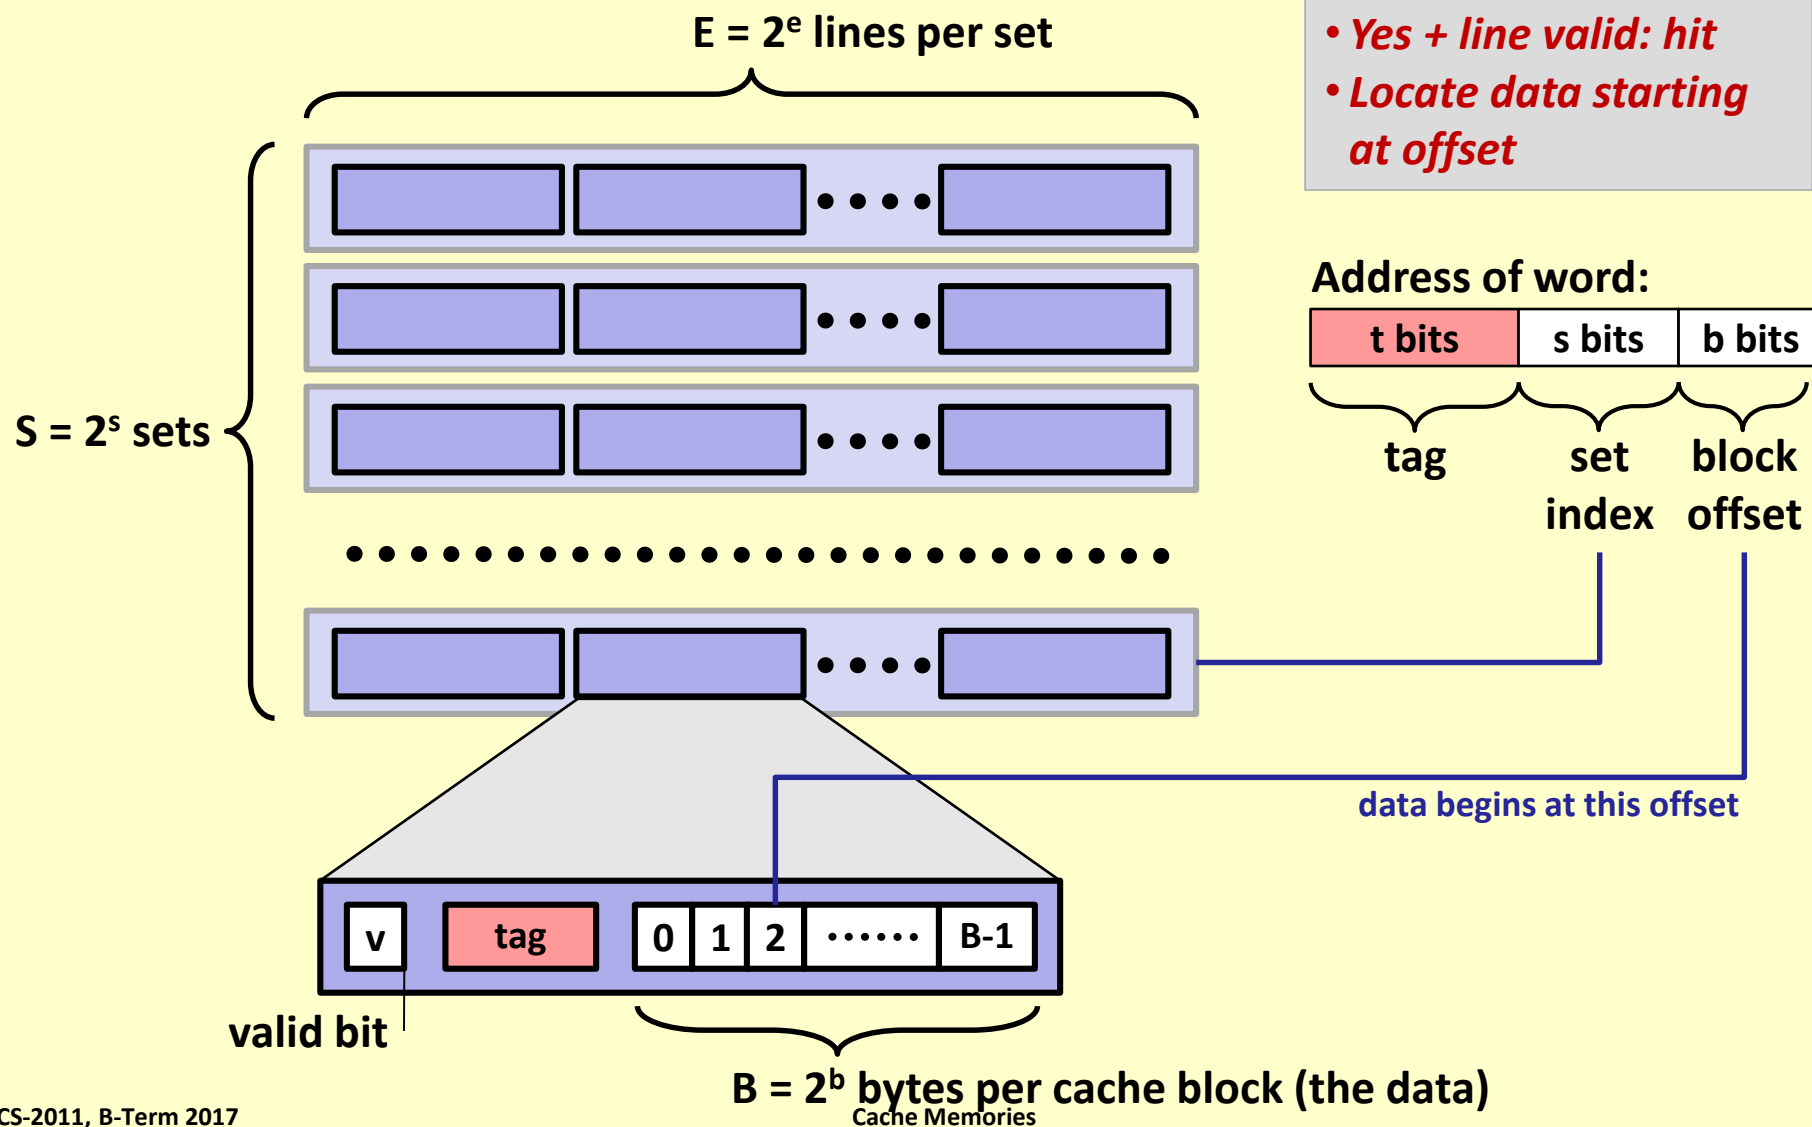 E = 2ᵉ lines per set
• Yes + line valid: hit
• Locate data starting
at offset
Address of word:
t bits s bits b bits
tag set block
index offset
S = 2ˢ sets
data begins at this offset
v tag 0 1 2 •••••• B-1
valid bit
B = 2ᵇ bytes per cache block (the data)
CS-2011, B-Term 2017 Cache Memories